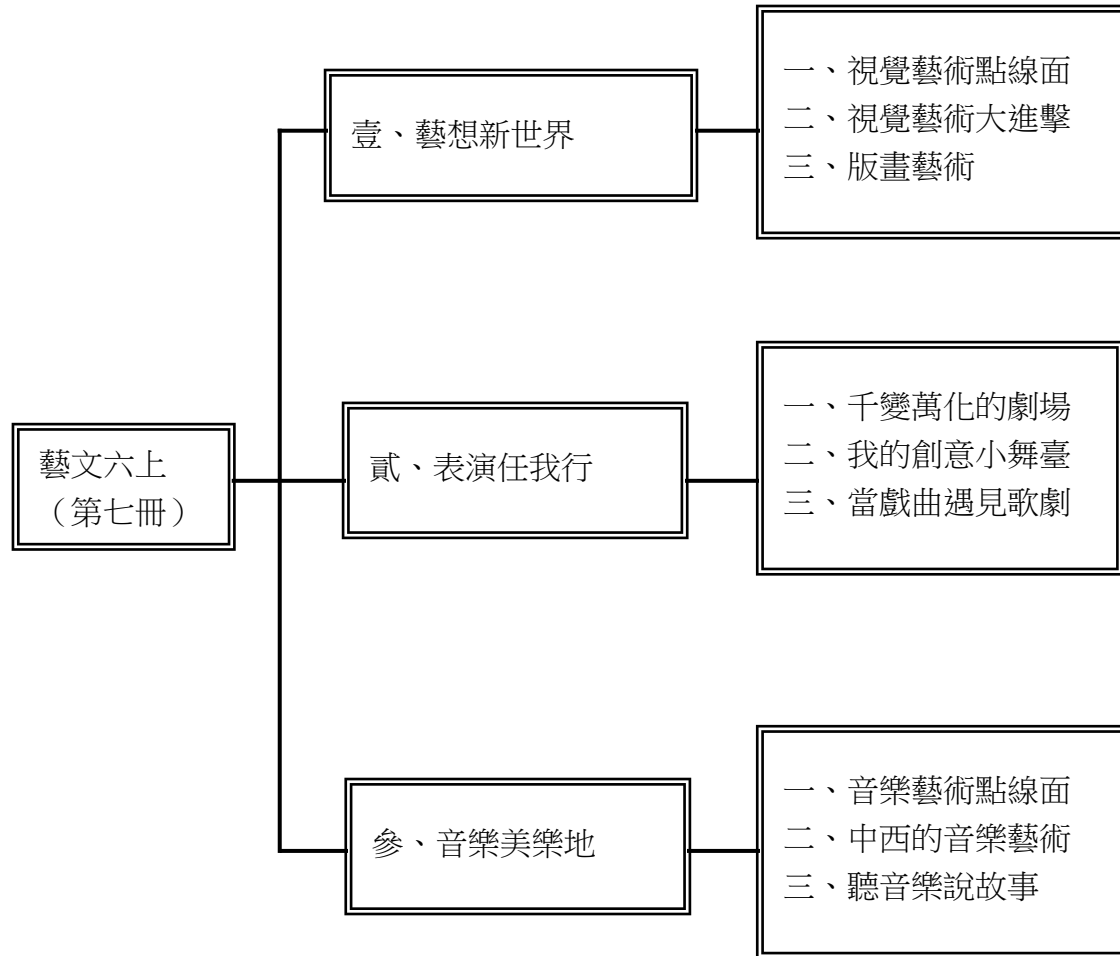 藝文六上
（第七冊）
壹、藝想新世界
一、視覺藝術點線面
二、視覺藝術大進擊
三、版畫藝術
貳、表演任我行
一、千變萬化的劇場
二、我的創意小舞臺
三、當戲曲遇見歌劇
參、音樂美樂地
一、音樂藝術點線面
二、中西的音樂藝術
三、聽音樂說故事